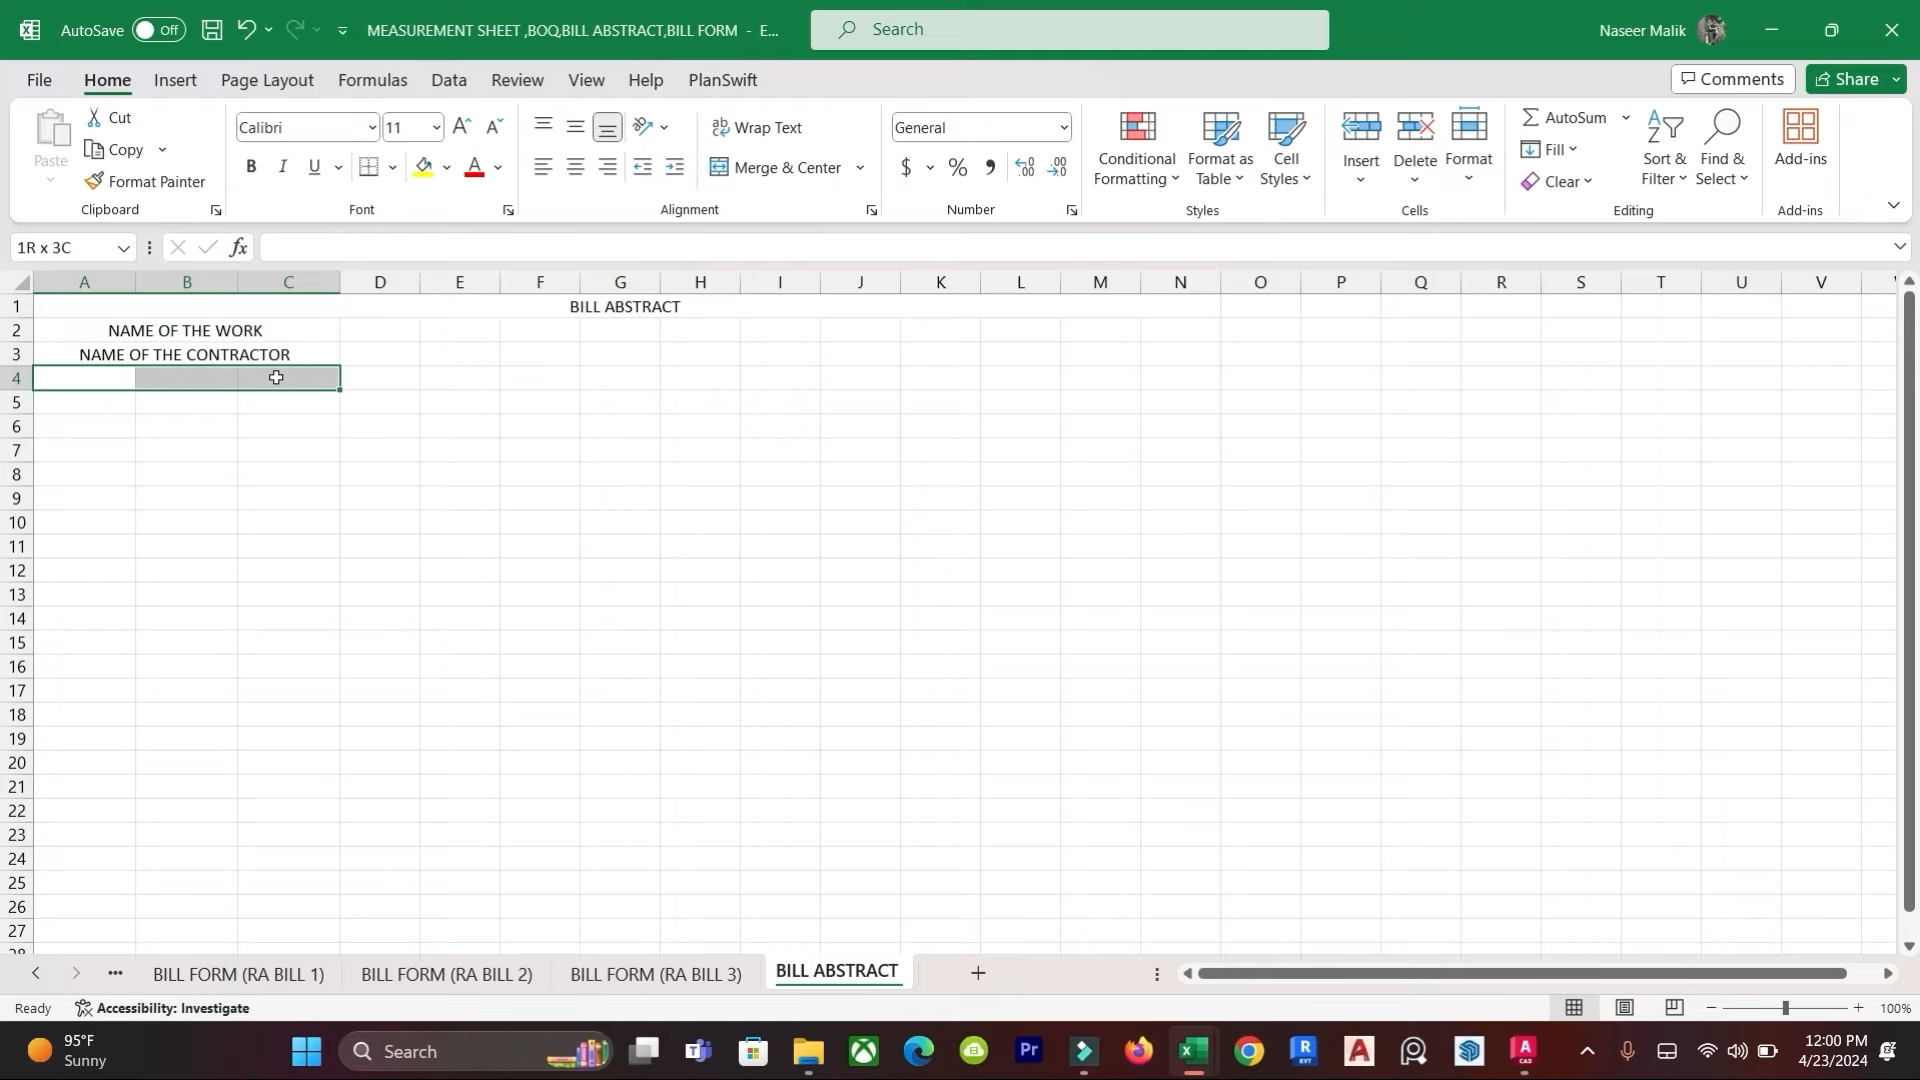 AutoSave Off MEASUREMENT SHEET ,BOQ,BILL ABSTRACT,BILL FORM - E... Search Naseer Malik
File Home Insert Page Layout Formulas Data Review View Help PlanSwift Comments Share
Paste Cut Copy Format Painter Clipboard
Calibri 11 B I U A Font
ab Wrap Text Merge & Center Alignment
General $ % Number
Conditional Formatting Format as Table Cell Styles Styles
Insert Delete Format Cells
AutoSum Fill Clear Sort & Filter Find & Select Editing
Add-ins Add-ins
1R x 3C fx
A B C D E F G H I J K L M N O P Q R S T U V
1 BILL ABSTRACT
2 NAME OF THE WORK
3 NAME OF THE CONTRACTOR
4
5
6
7
8
9
10
11
12
13
14
15
16
17
18
19
20
21
22
23
24
25
26
27
28
BILL FORM (RA BILL 1) BILL FORM (RA BILL 2) BILL FORM (RA BILL 3) BILL ABSTRACT
Ready Accessibility: Investigate 100%
95°F Search 12:00 PM
Sunny 4/23/2024